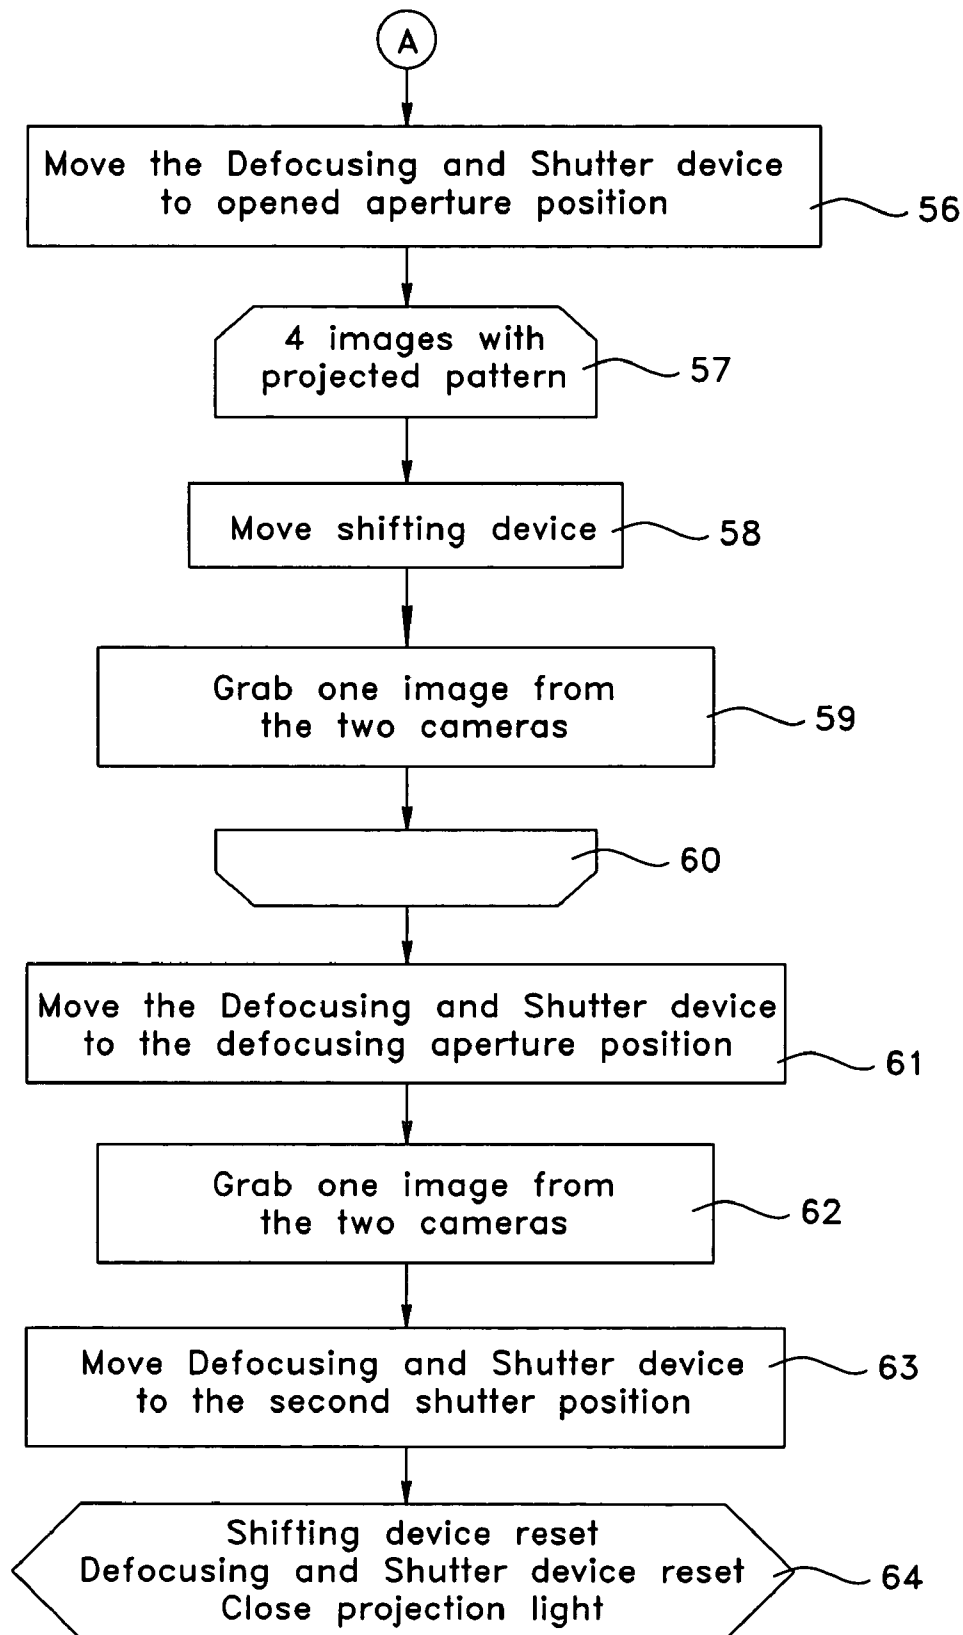 A
Move the Defocusing and Shutter device
to opened aperture position
56
4 images with
projected pattern
57
Move shifting device
58
Grab one image from
the two cameras
59
60
Move the Defocusing and Shutter device
to the defocusing aperture position
61
Grab one image from
the two cameras
62
Move Defocusing and Shutter device
to the second shutter position
63
Shifting device reset
Defocusing and Shutter device reset
Close projection light
64